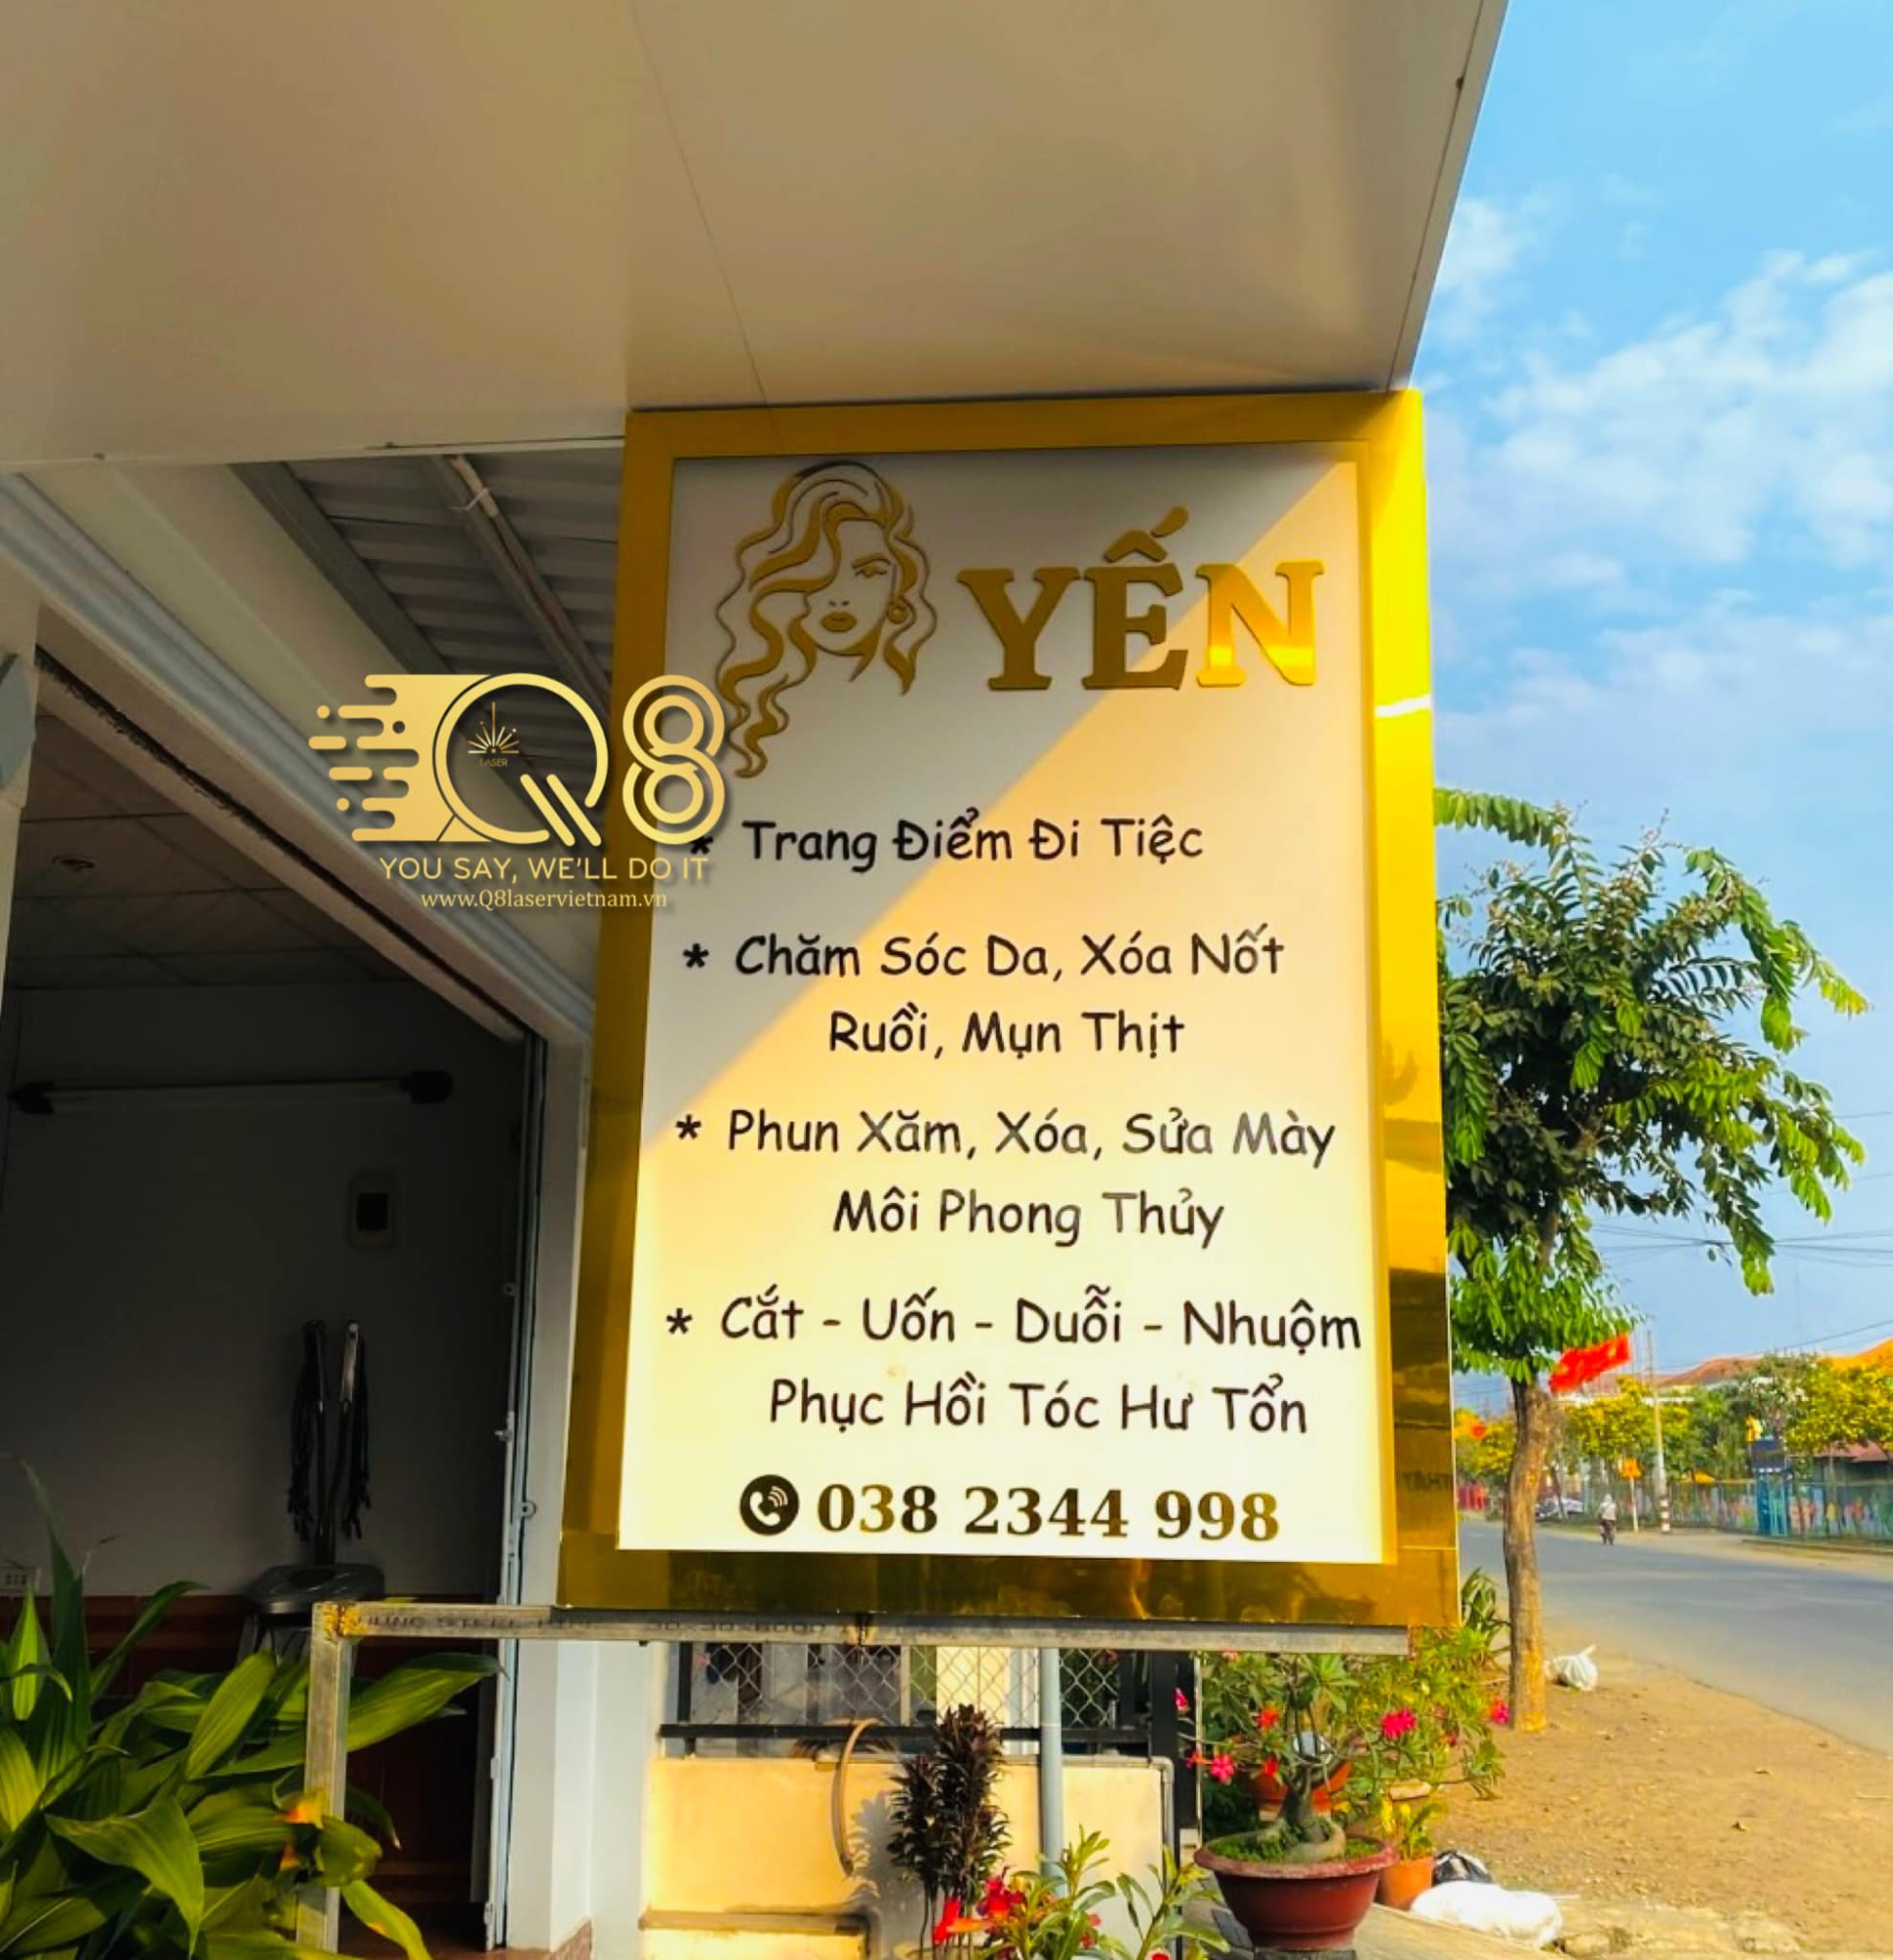 YẾN
Q8
LASER
YOU SAY, WE'LL DO IT
www.Q8laservietnam.vn
* Trang Điểm Đi Tiệc
* Chăm Sóc Da, Xóa Nốt
Ruồi, Mụn Thịt
* Phun Xăm, Xóa, Sửa Mày
Môi Phong Thủy
* Cắt - Uốn - Duỗi - Nhuộm
Phục Hồi Tóc Hư Tổn
038 2344 998